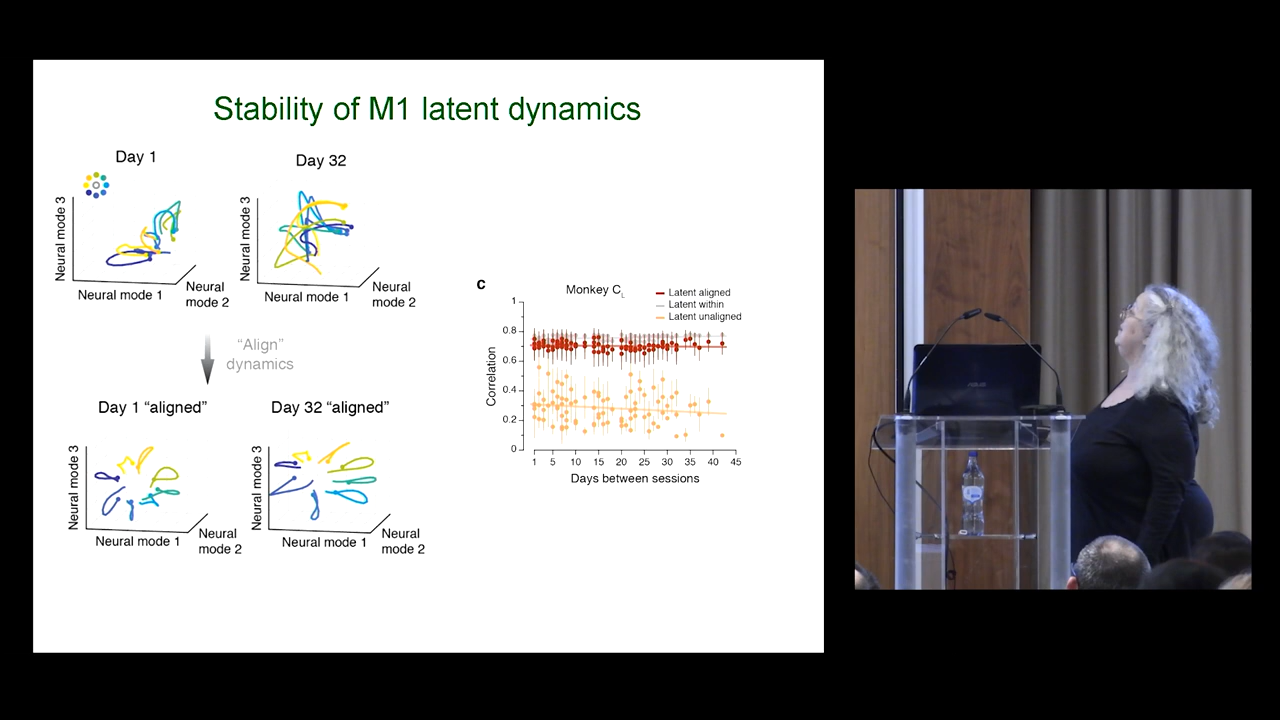 Stability of M1 latent dynamics
Day 1
Day 32
Neural mode 3
Neural mode 1
Neural
mode 2
Neural mode 3
Neural mode 1
Neural
mode 2
"Align"
dynamics
Day 1 "aligned"
Day 32 "aligned"
Neural mode 3
Neural mode 1
Neural
mode 2
Neural mode 3
Neural mode 1
Neural
mode 2
c
Monkey CL
Latent aligned
Latent within
Latent unaligned
Correlation
1
0.8
0.6
0.4
0.2
0
1 5 10 15 20 25 30 35 40 45
Days between sessions
ASUS